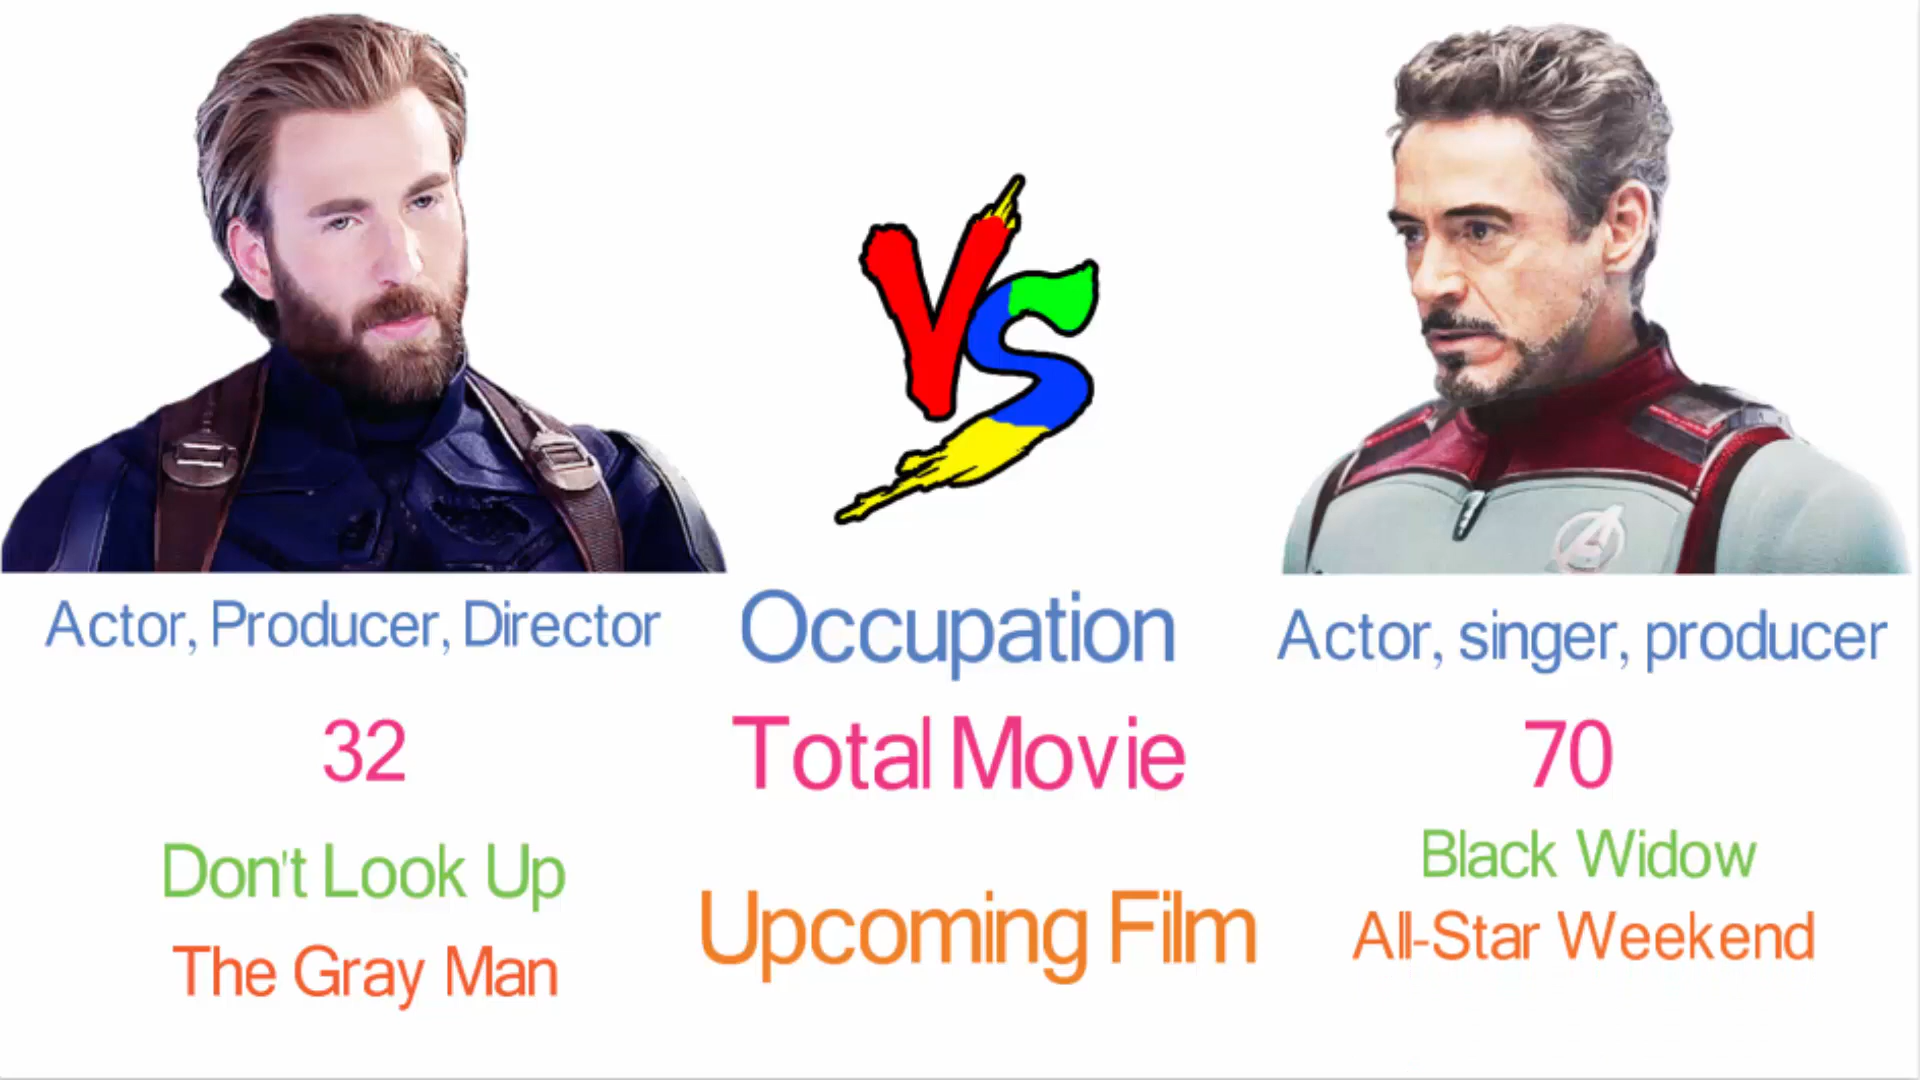 VS
Actor, Producer, Director
Occupation
Actor, singer, producer
32
Total Movie
70
Don't Look Up
The Gray Man
Upcoming Film
Black Widow
All-Star Weekend